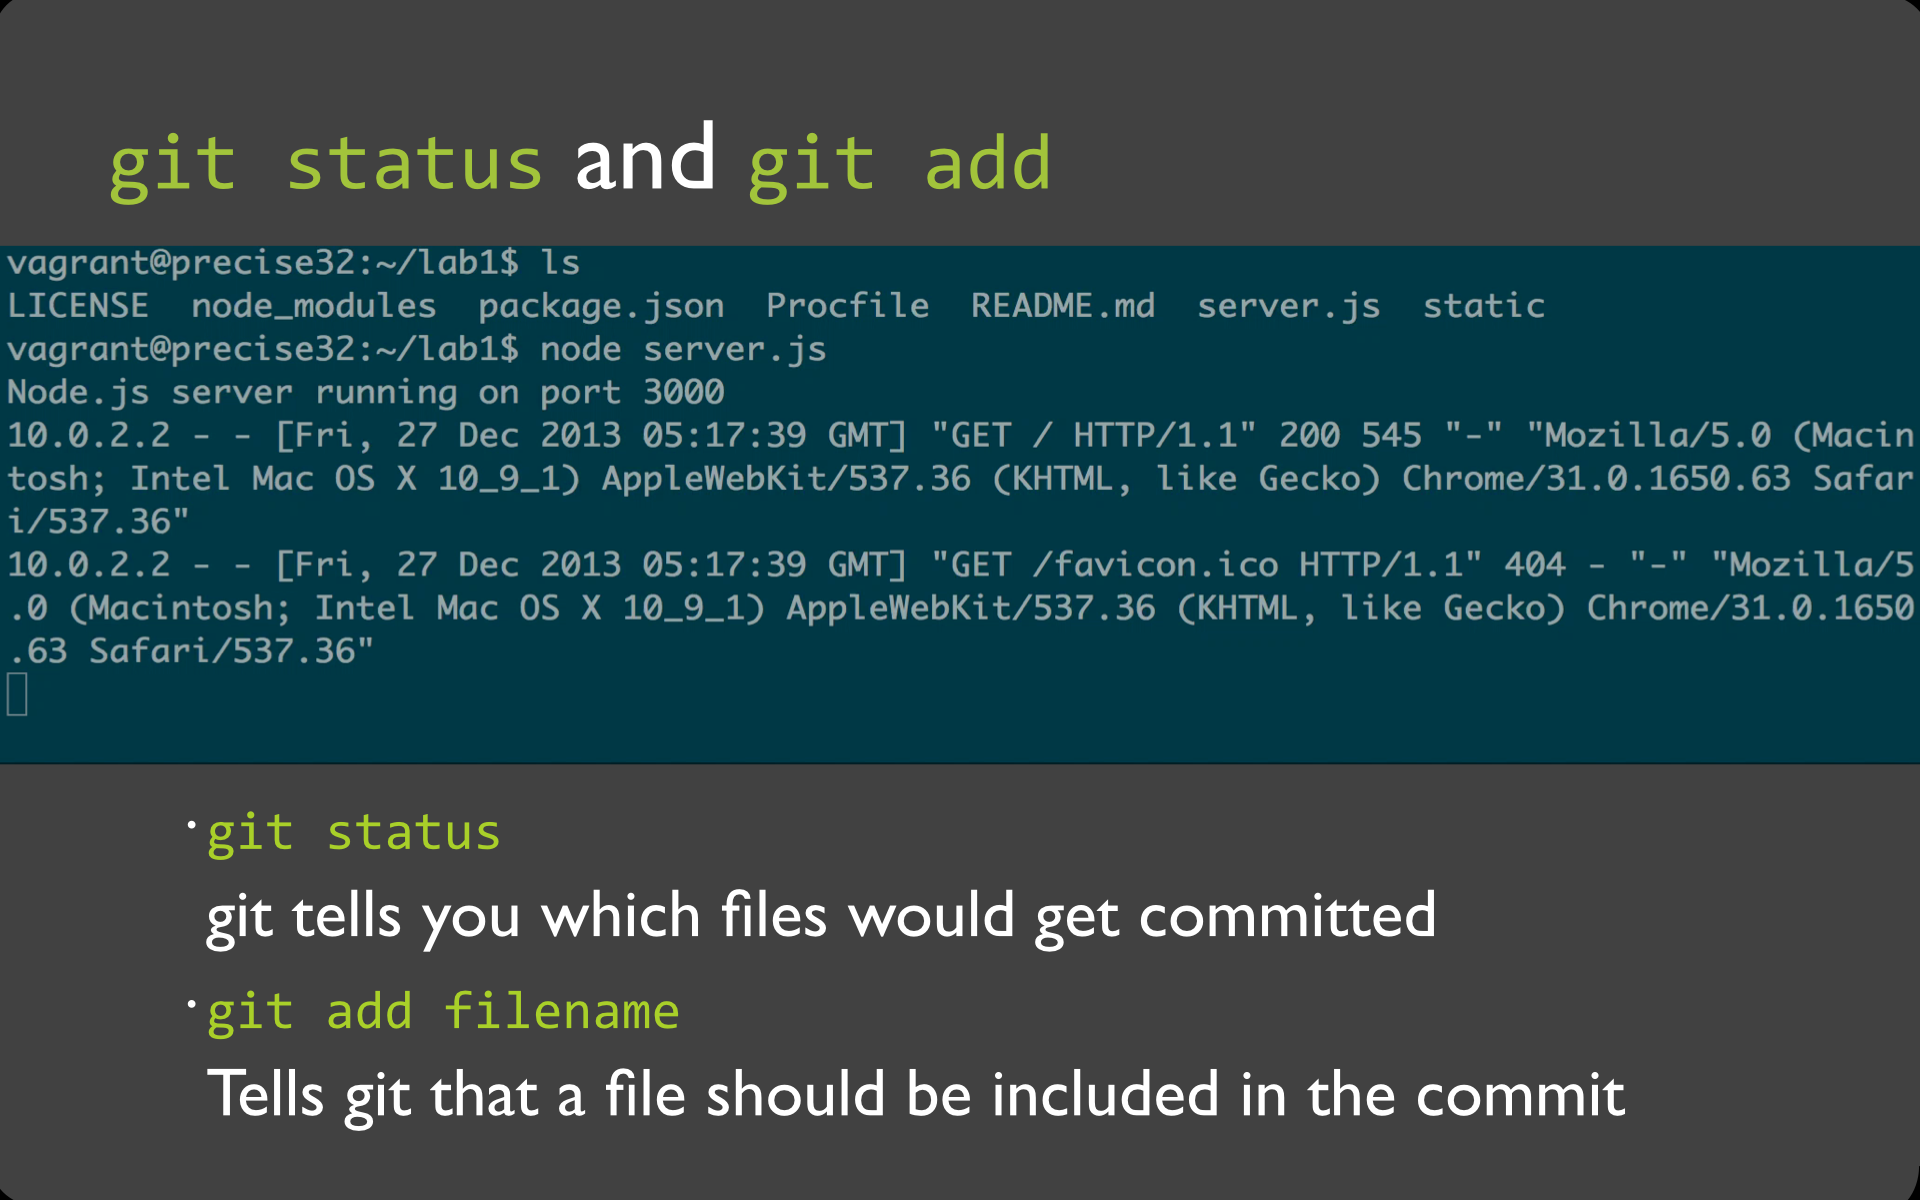 git status and git add
vagrant@precise32:~/lab1$ ls
LICENSE  node_modules  package.json  Procfile  README.md  server.js  static
vagrant@precise32:~/lab1$ node server.js
Node.js server running on port 3000
10.0.2.2 - - [Fri, 27 Dec 2013 05:17:39 GMT] "GET / HTTP/1.1" 200 545 "-" "Mozilla/5.0 (Macin
tosh; Intel Mac OS X 10_9_1) AppleWebKit/537.36 (KHTML, like Gecko) Chrome/31.0.1650.63 Safar
i/537.36"
10.0.2.2 - - [Fri, 27 Dec 2013 05:17:39 GMT] "GET /favicon.ico HTTP/1.1" 404 - "-" "Mozilla/5
.0 (Macintosh; Intel Mac OS X 10_9_1) AppleWebKit/537.36 (KHTML, like Gecko) Chrome/31.0.1650
.63 Safari/537.36"
• git status
git tells you which files would get committed
• git add filename
Tells git that a file should be included in the commit